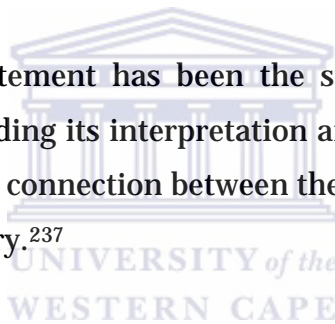 tement has been the s
ding its interpretation a
connection between the
ry.²³⁷
UNIVERSITY of the
WESTERN CAPE